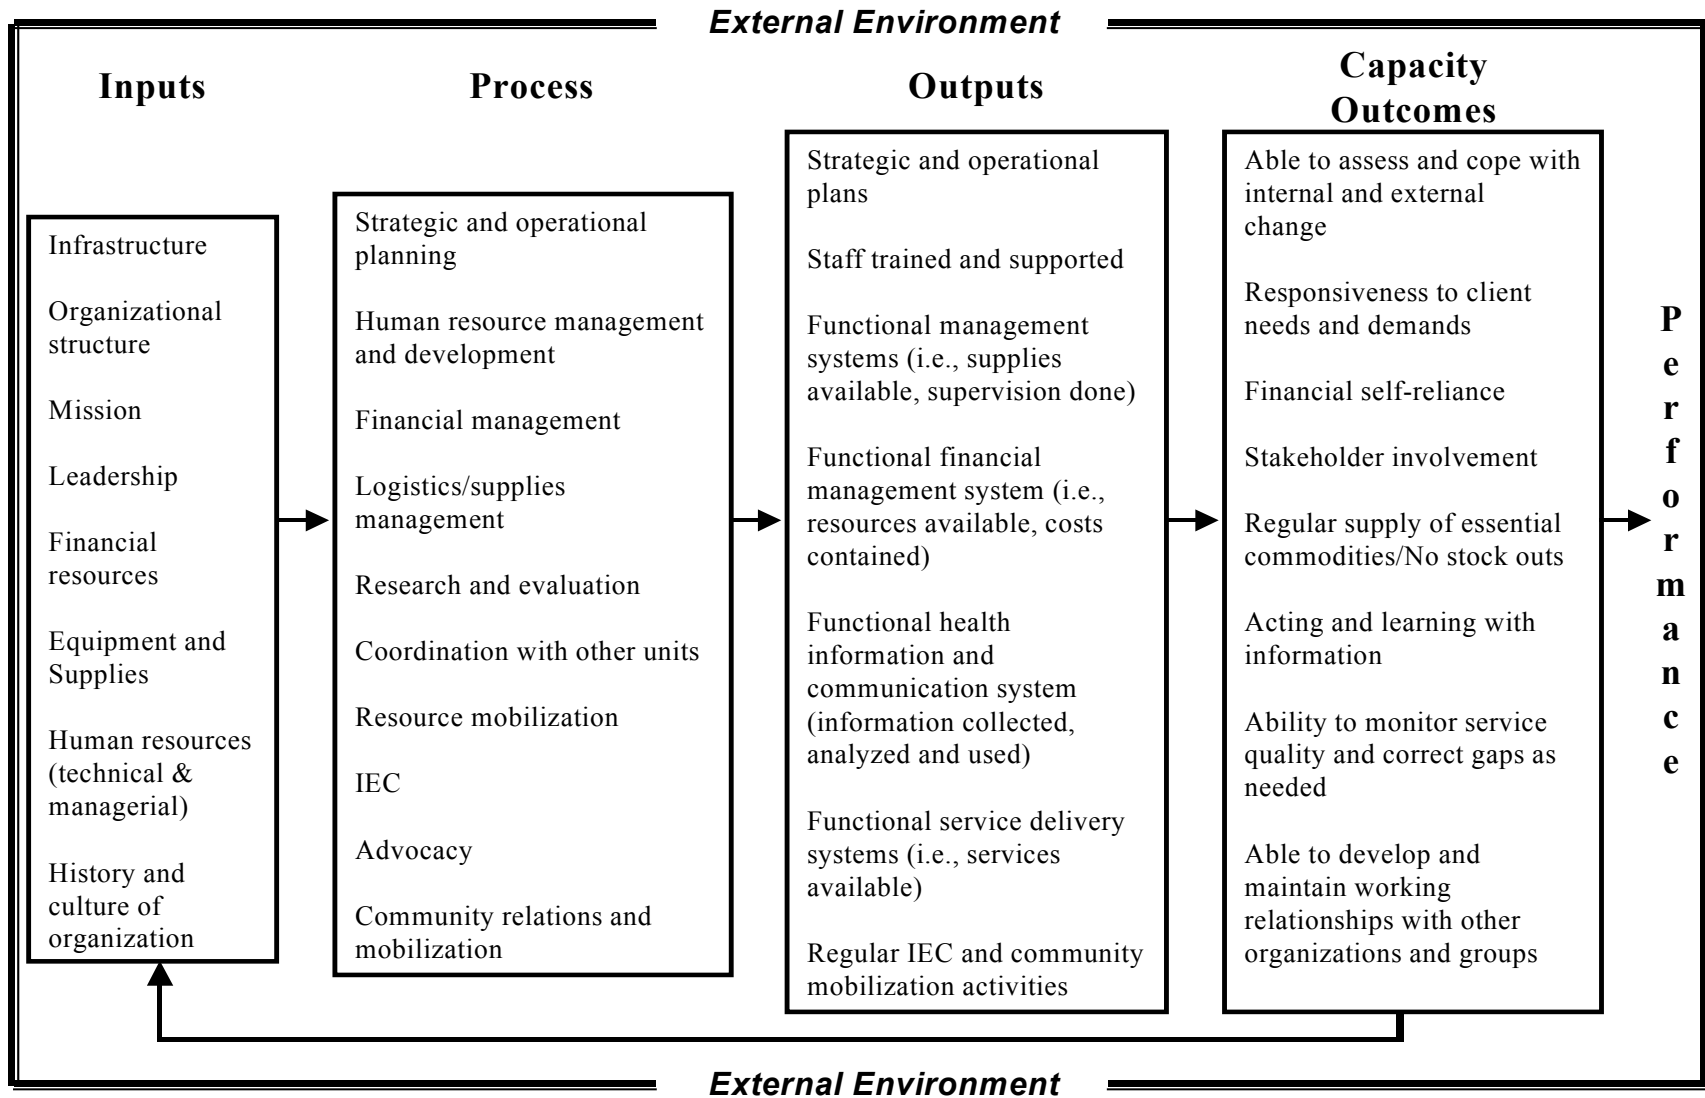 External Environment
Inputs
Process
Outputs
Capacity
Outcomes
Infrastructure
Organizational
structure
Mission
Leadership
Financial
resources
Equipment and
Supplies
Human resources
(technical &
managerial)
History and
culture of
organization
Strategic and operational
planning
Human resource management
and development
Financial management
Logistics/supplies
management
Research and evaluation
Coordination with other units
Resource mobilization
IEC
Advocacy
Community relations and
mobilization
Strategic and operational
plans
Staff trained and supported
Functional management
systems (i.e., supplies
available, supervision done)
Functional financial
management system (i.e.,
resources available, costs
contained)
Functional health
information and
communication system
(information collected,
analyzed and used)
Functional service delivery
systems (i.e., services
available)
Regular IEC and community
mobilization activities
Able to assess and cope with
internal and external
change
Responsiveness to client
needs and demands
Financial self-reliance
Stakeholder involvement
Regular supply of essential
commodities/No stock outs
Acting and learning with
information
Ability to monitor service
quality and correct gaps as
needed
Able to develop and
maintain working
relationships with other
organizations and groups
Performance
External Environment